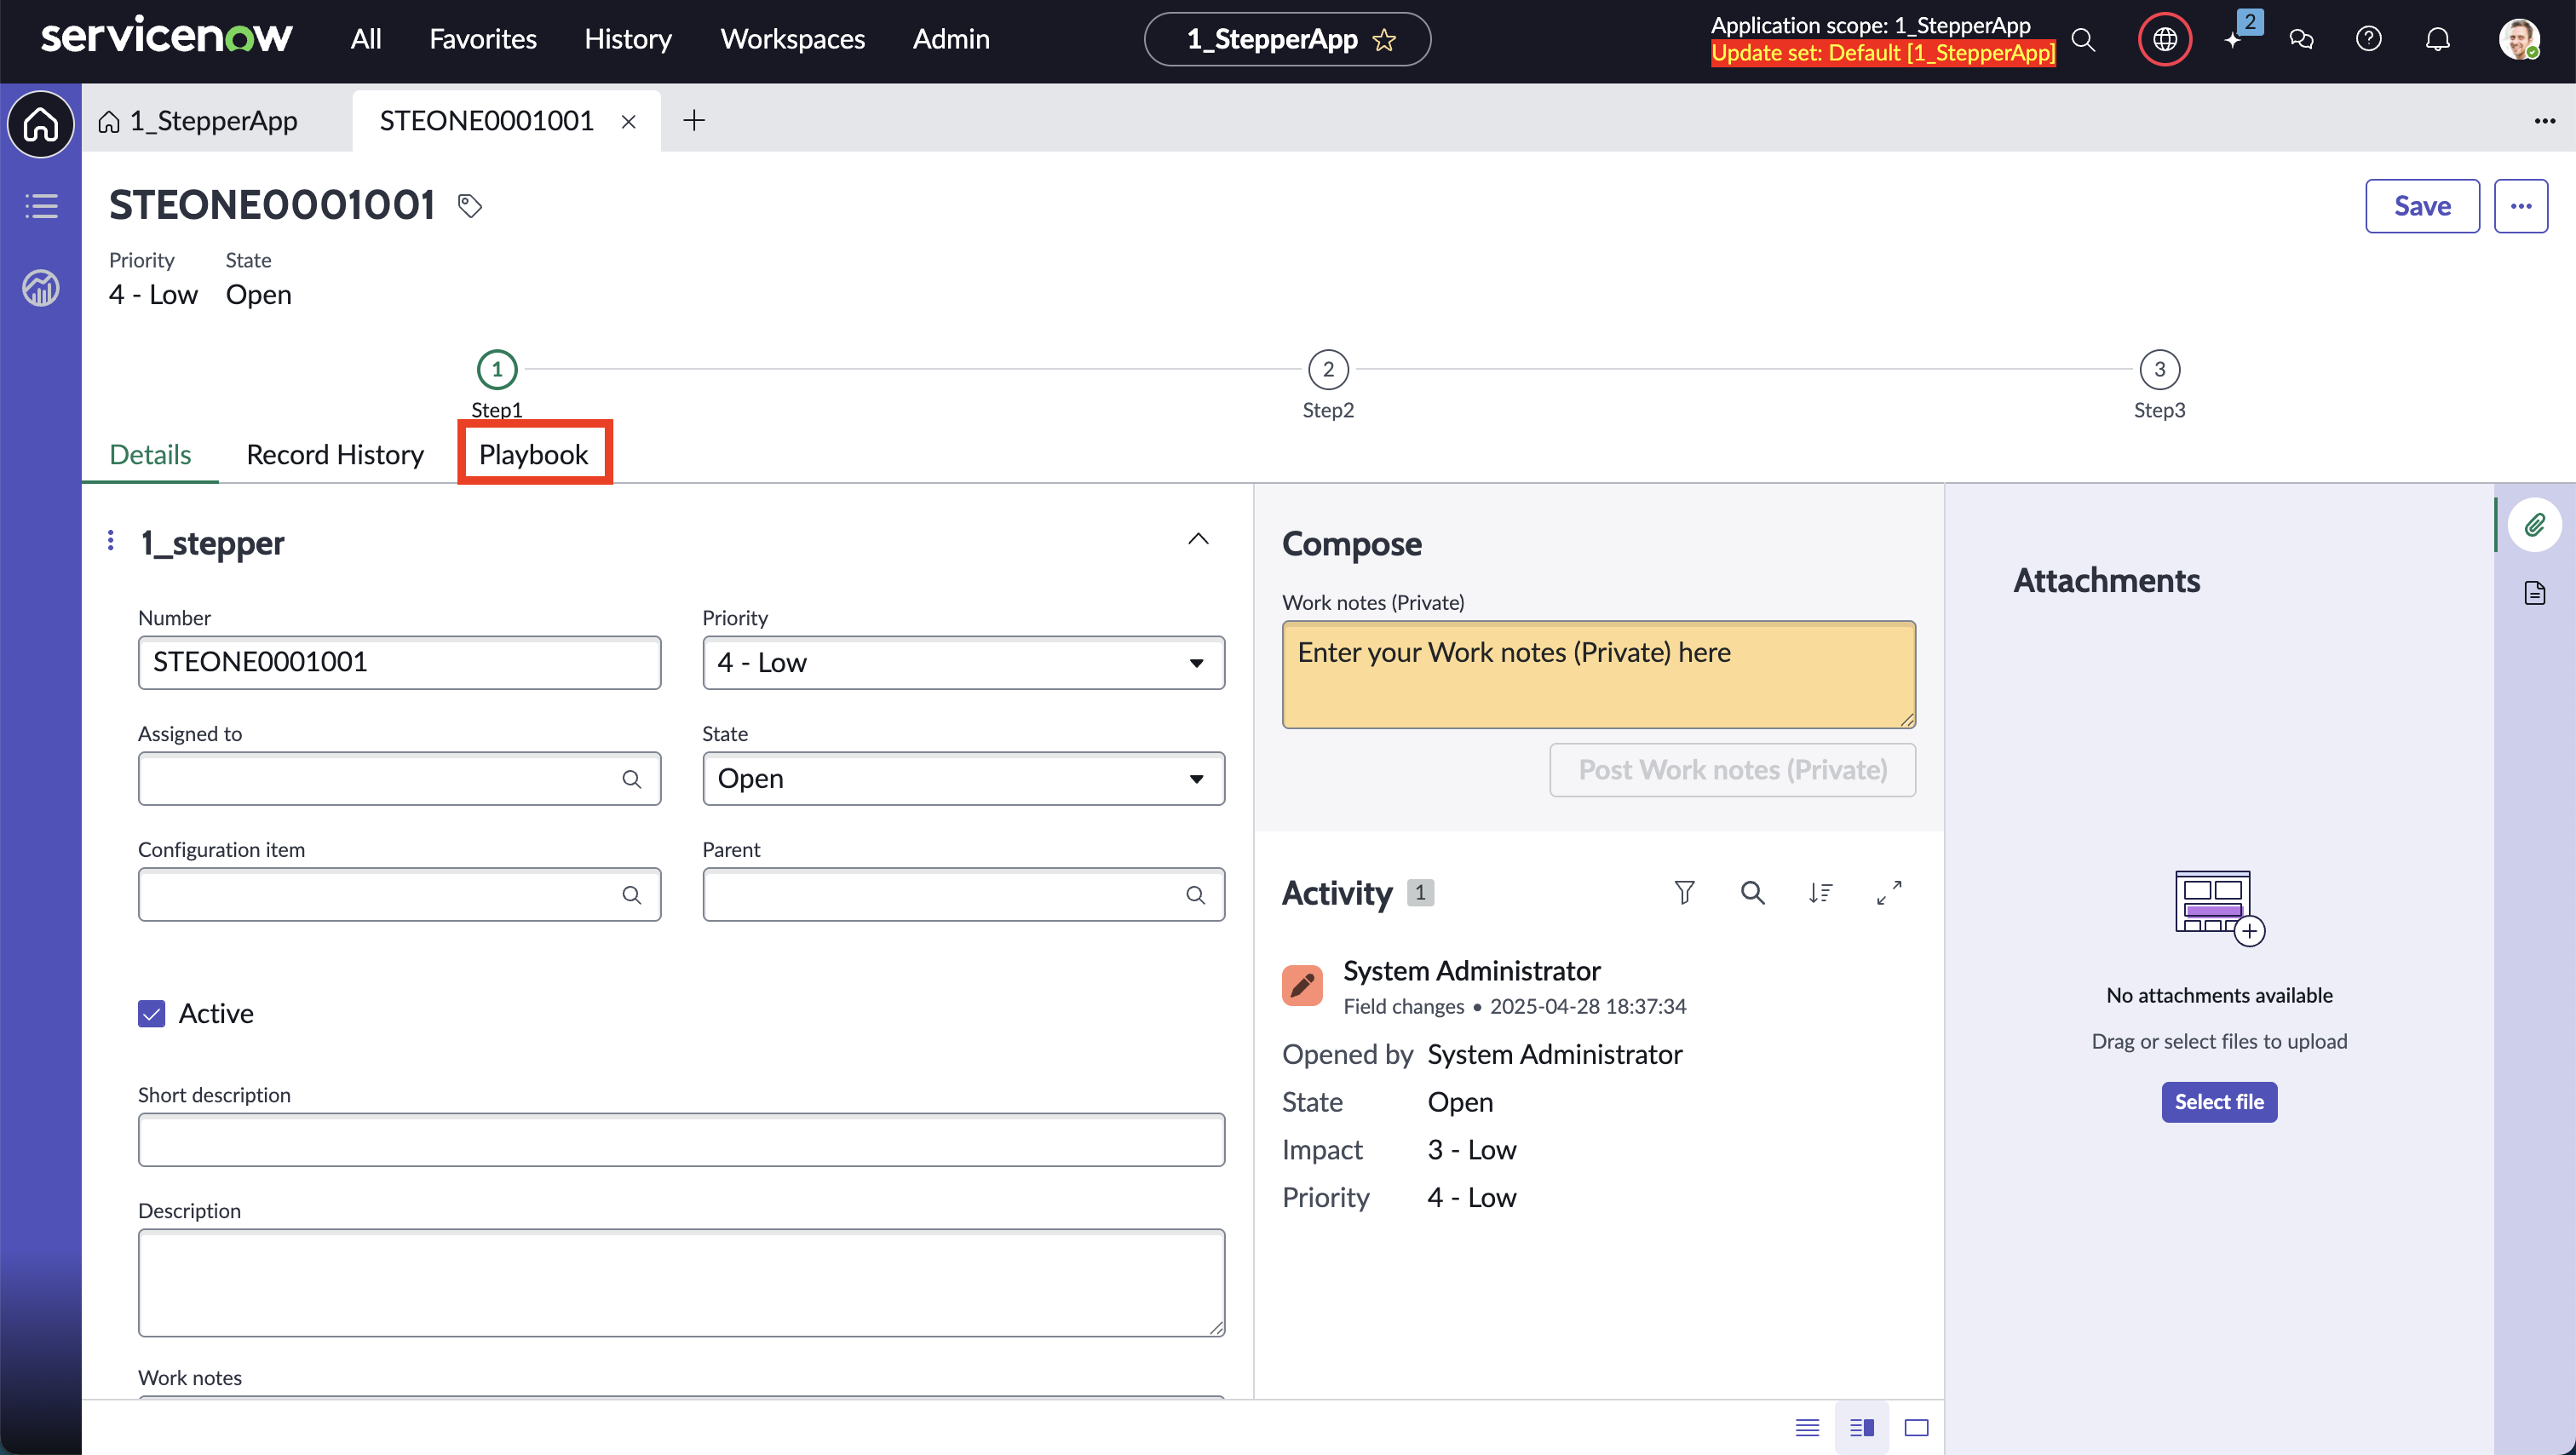 servicenow
All
Favorites
History
Workspaces
Admin
1_StepperApp
Application scope: 1_StepperApp
Update set: Default [1_StepperApp]
2
1_StepperApp
STEONE0001001
STEONE0001001
Save
Priority
State
4 - Low
Open
1
2
3
Step1
Step2
Step3
Details
Record History
Playbook
1_stepper
Number
Priority
STEONE0001001
4 - Low
Assigned to
State
Open
Configuration item
Parent
Active
Short description
Description
Work notes
Compose
Work notes (Private)
Enter your Work notes (Private) here
Post Work notes (Private)
Activity 1
System Administrator
Field changes • 2025-04-28 18:37:34
Opened by System Administrator
State Open
Impact 3 - Low
Priority 4 - Low
Attachments
No attachments available
Drag or select files to upload
Select file